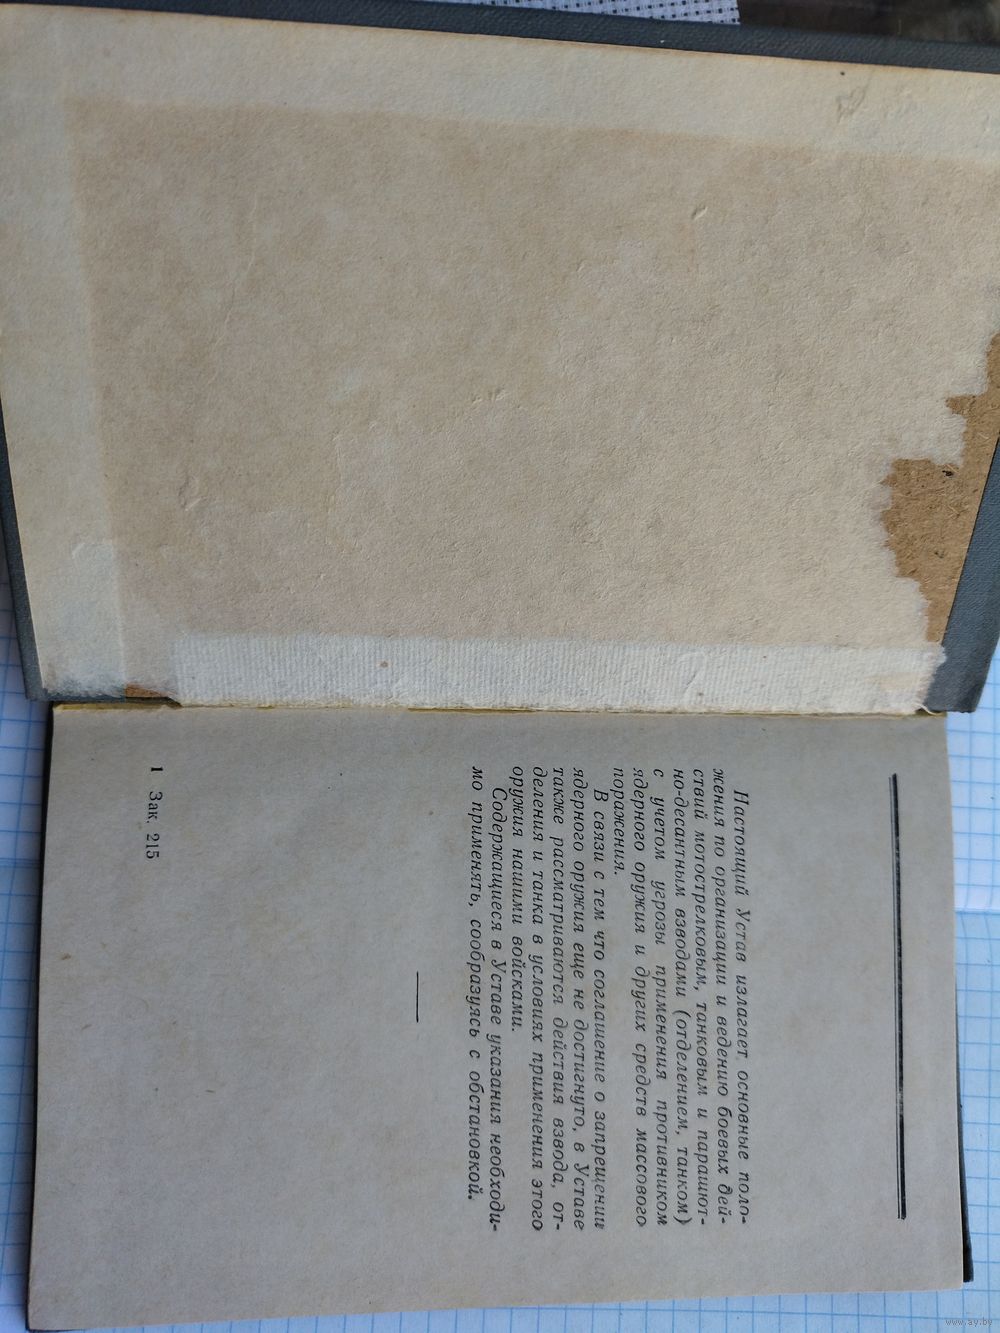 Настоящий Устав излагает основные поло-
жения по организации и ведению боевых дей-
ствий мотострелковым, танковым и парашют-
но-десантным взводами (отделением, танком)
с учетом угрозы применения противником
ядерного оружия и других средств массового
поражения.
В связи с тем что соглашение о запрещении
ядерного оружия еще не достигнуто, в Уставе
также рассматриваются действия взвода, от-
деления и танка в условиях применения этого
оружия нашими войсками.
Содержащиеся в Уставе указания необходи-
мо применять, сообразуясь с обстановкой.
1 Зак. 215
www.ay.by